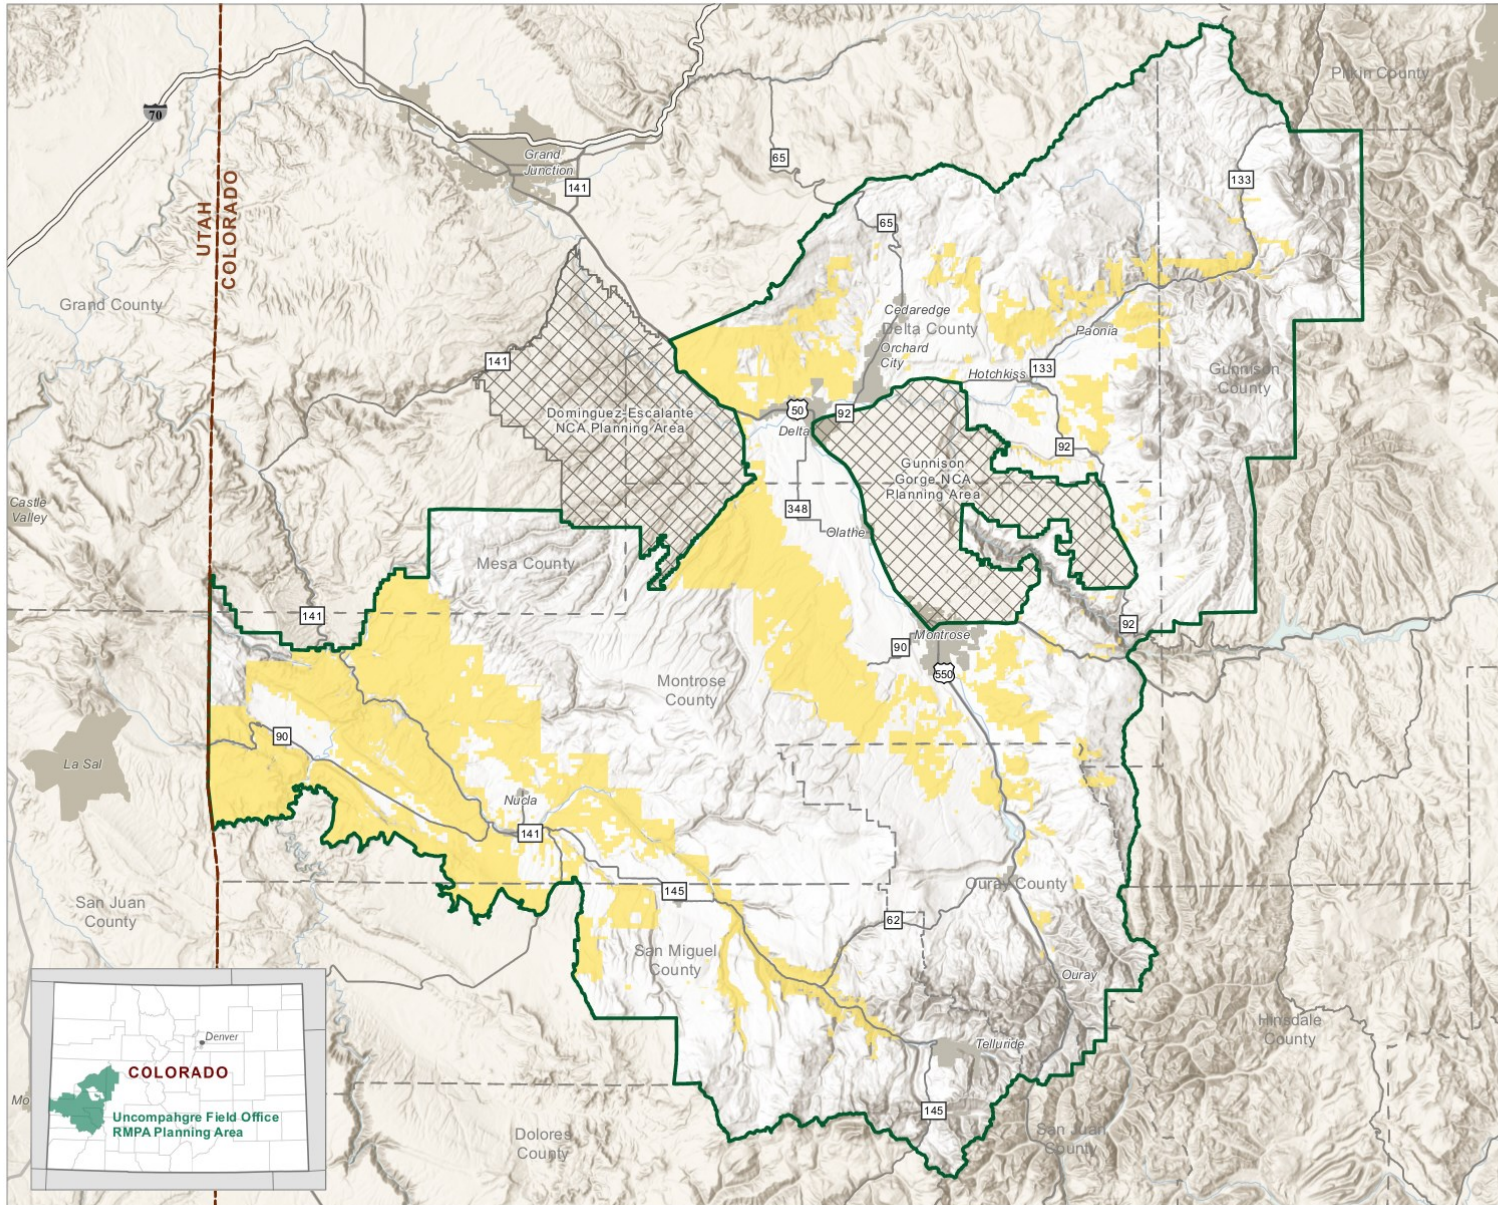 Pitkin County
70
Grand
Junction
65
141
133
65
UTAH
COLORADO
Grand County
Cedaredge
Delta County
Orchard
City
Paonia
141
133
Hotchkiss
Gunnison
County
50
92
Dominguez-Escalante
NCA Planning Area
Delta
92
Gunnison
Gorge NCA
Planning Area
Castle
Valley
348
Olathe
Mesa County
141
92
Montrose
90
550
Montrose
County
90
La Sal
Nucla
141
Ouray County
145
San Juan
County
62
San Miguel
County
Ouray
Hinsdale
County
Denver
Telluride
COLORADO
Mo
Uncompahgre Field Office
RMPA Planning Area
145
Dolores
County
San Juan
County